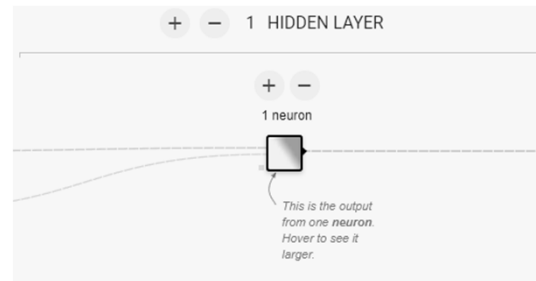 + − 1 HIDDEN LAYER
+ −
1 neuron
This is the output
from one neuron.
Hover to see it
larger.